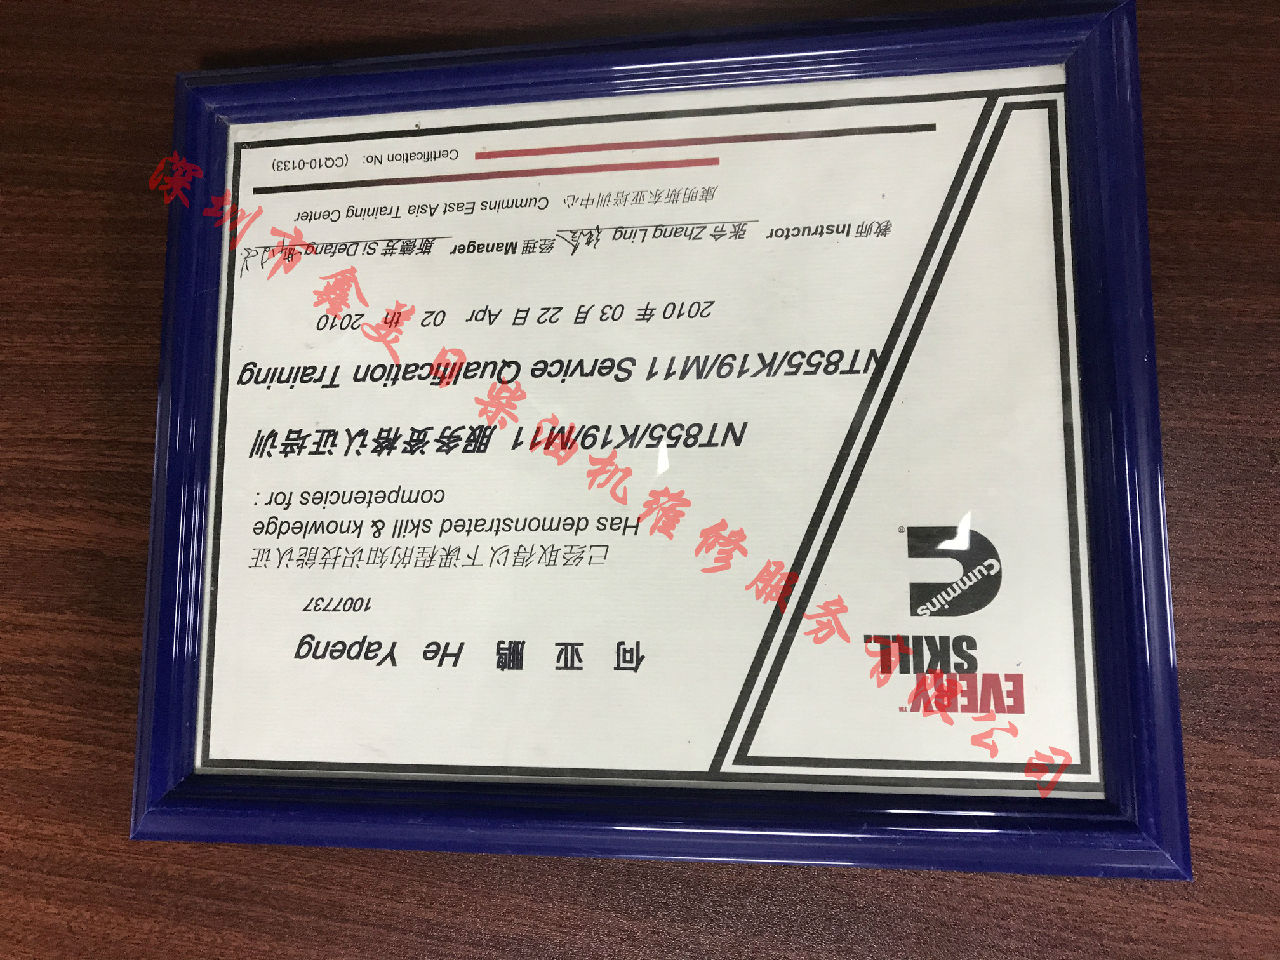 EVERY™
SKILL.
Cummins
®
何亚鹏 He Yapeng
1007737
已经取得以下课程的知识技能认证
Has demonstrated skill & knowledge
competencies for :
NT855/K19/M11 服务资格认证培训
NT855/K19/M11 Service Qualification Training
2010 年 03 月 22 日 Apr 02 th 2010
教师 Instructor 张令 Zhang Ling 经理 Manager 斯德芳 Si Defang
康明斯东亚培训中心 Cummins East Asia Training Center
Certification No: (CQ10-0133)
深圳市鑫美日柴油机维修服务有限公司